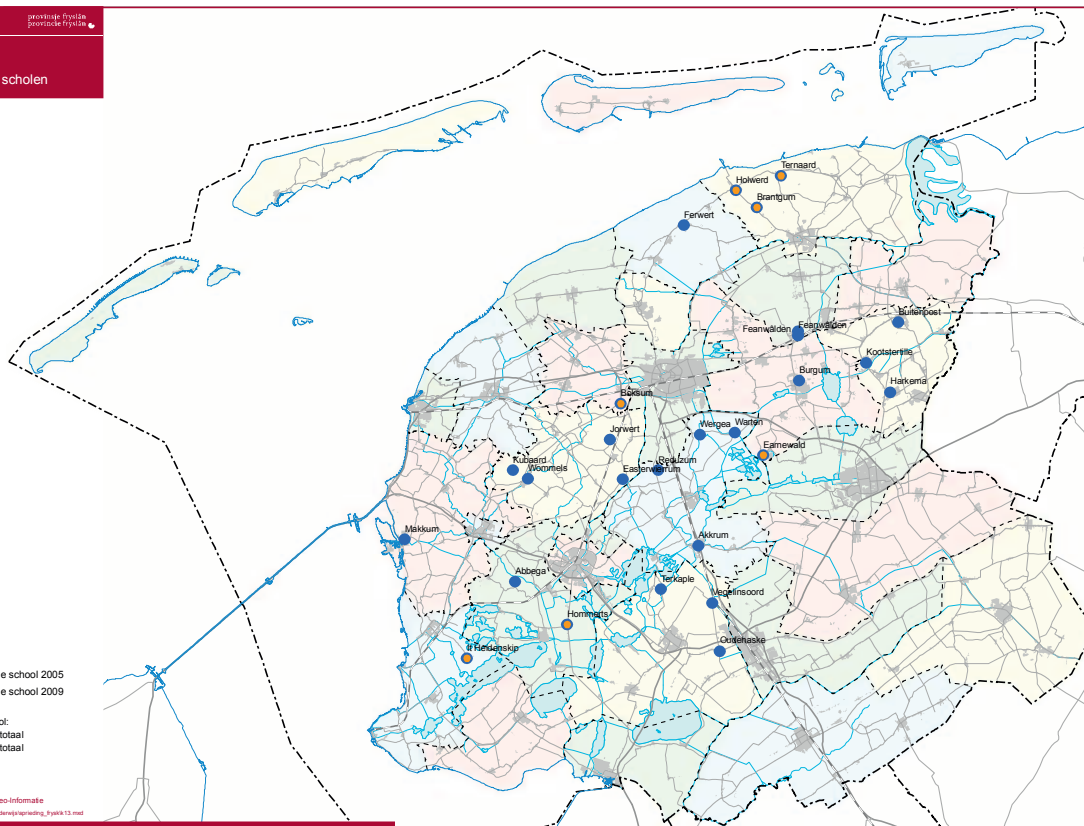 provinsje fryslân
provincie fryslân
scholen
Ternaard
Holwerd
Brantgum
Ferwert
Buitenpost
Feanwâlden
Feanwâlden
Kootstertille
Burgum
Harkema
Boksum
Jorwert
Wergea
Warten
Earnewald
Kubaard
Wommels
Reduzum
Easterwierrum
Makkum
Akkrum
Abbega
Terkaple
Vegelinsoord
Hommerts
Oudehaske
It Heidenskip
e school 2005
e school 2009
ol:
totaal
totaal
eo-Informatie